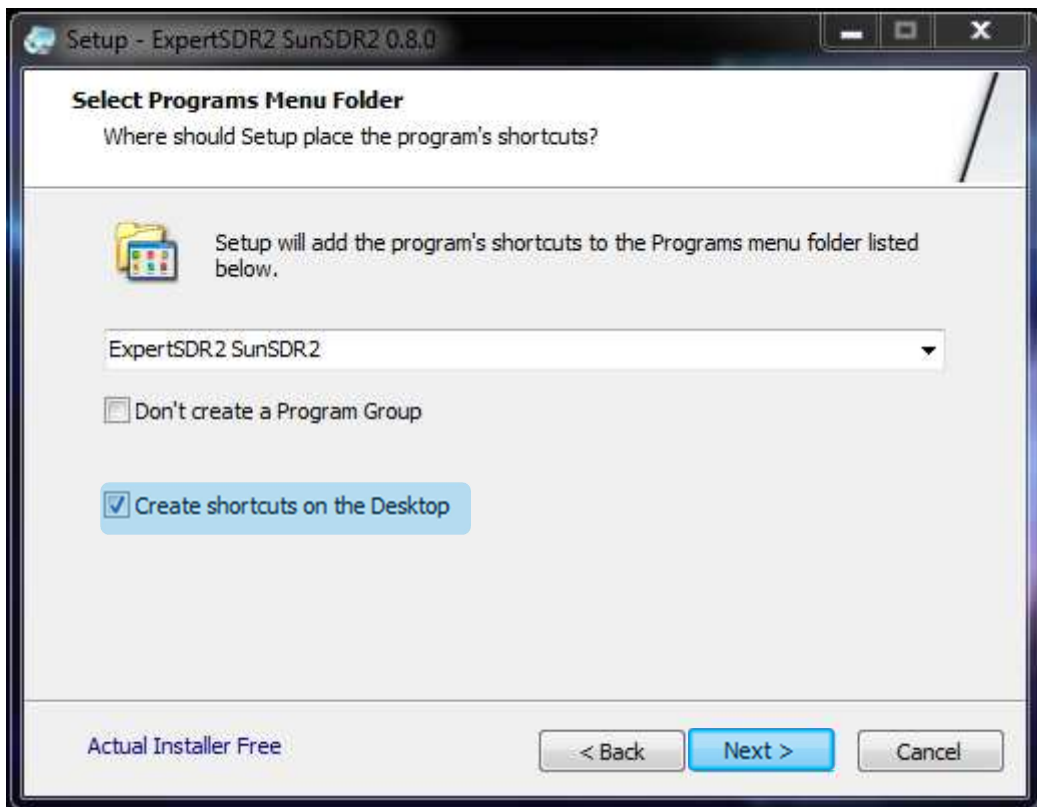 Setup - ExpertSDR2 SunSDR2 0.8.0
Select Programs Menu Folder
Where should Setup place the program's shortcuts?
Setup will add the program's shortcuts to the Programs menu folder listed
below.
ExpertSDR2 SunSDR2
Don't create a Program Group
Create shortcuts on the Desktop
Actual Installer Free
< Back
Next >
Cancel